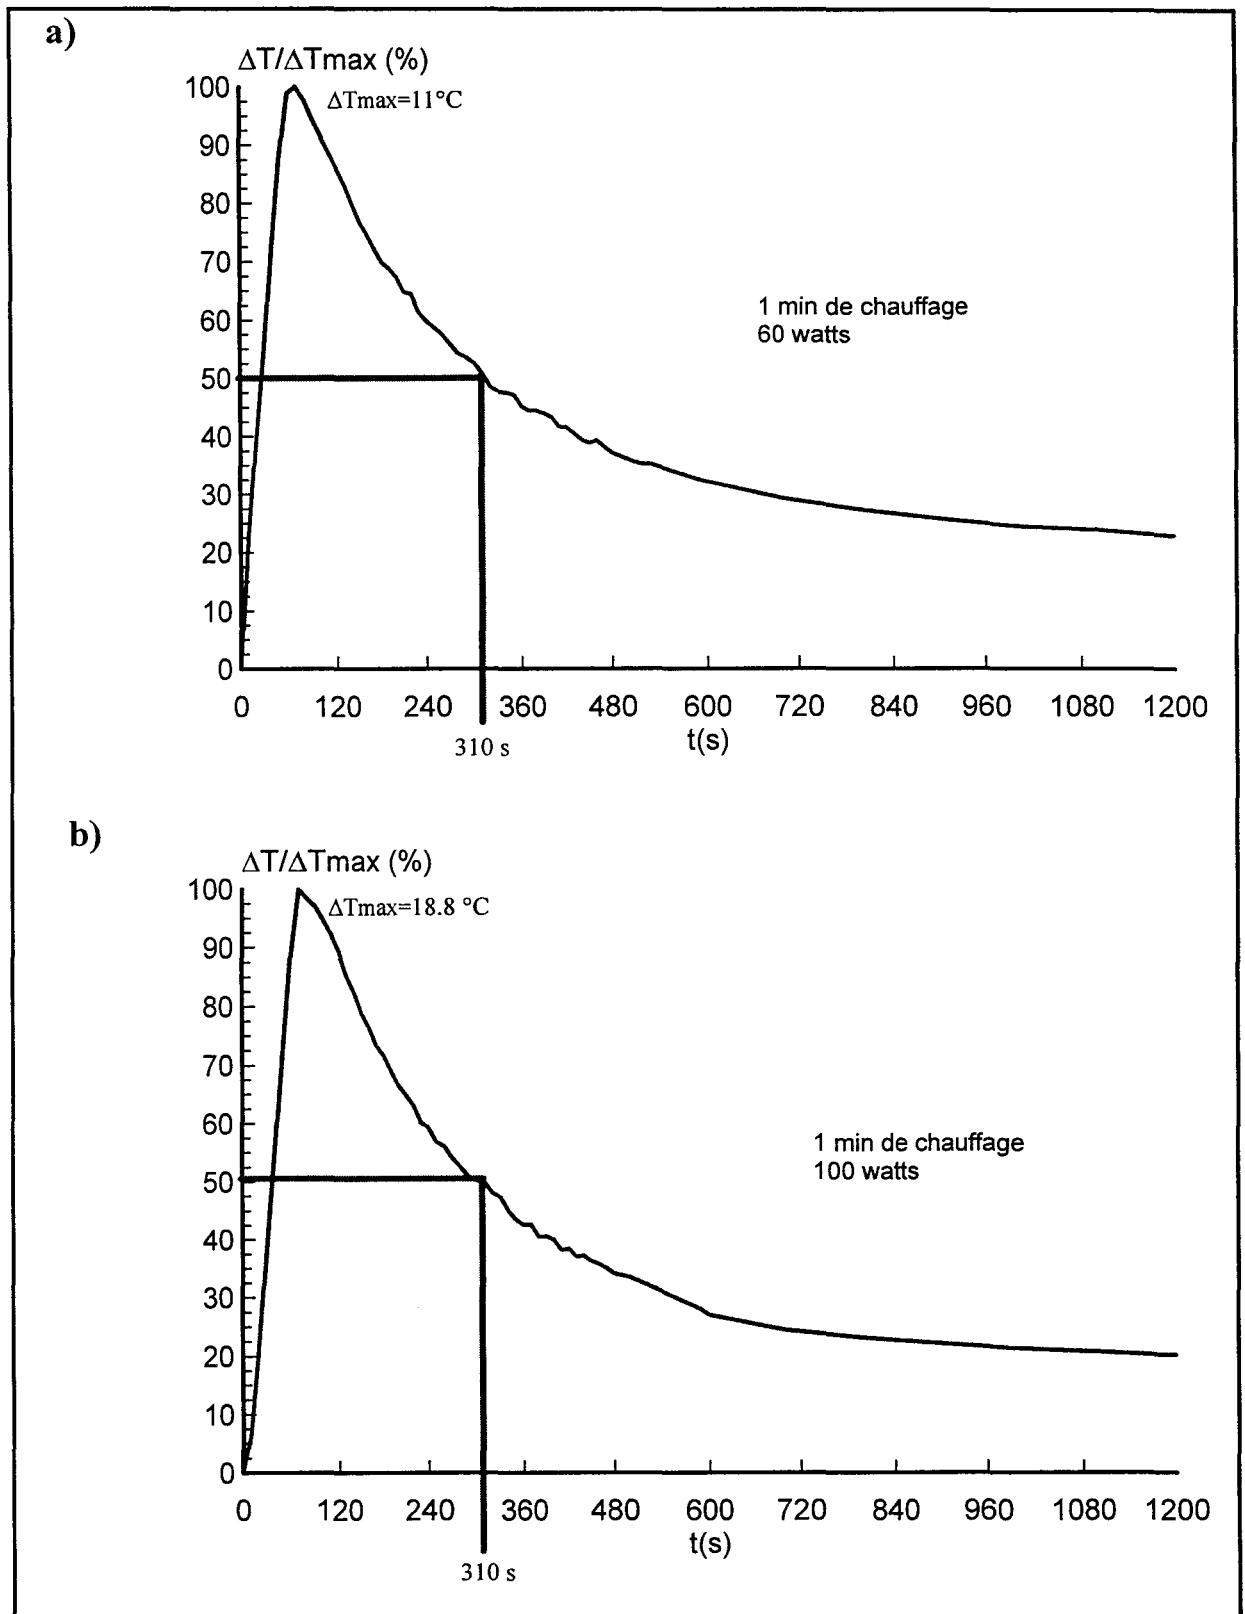 a)
ΔT/ΔTmax (%)
ΔTmax=11°C
100
90
80
70
60
50
40
30
20
10
0
1 min de chauffage
60 watts
0 120 240 360 480 600 720 840 960 1080 1200
310 s
t(s)
b)
ΔT/ΔTmax (%)
ΔTmax=18.8 °C
100
90
80
70
60
50
40
30
20
10
0
1 min de chauffage
100 watts
0 120 240 360 480 600 720 840 960 1080 1200
t(s)
310 s